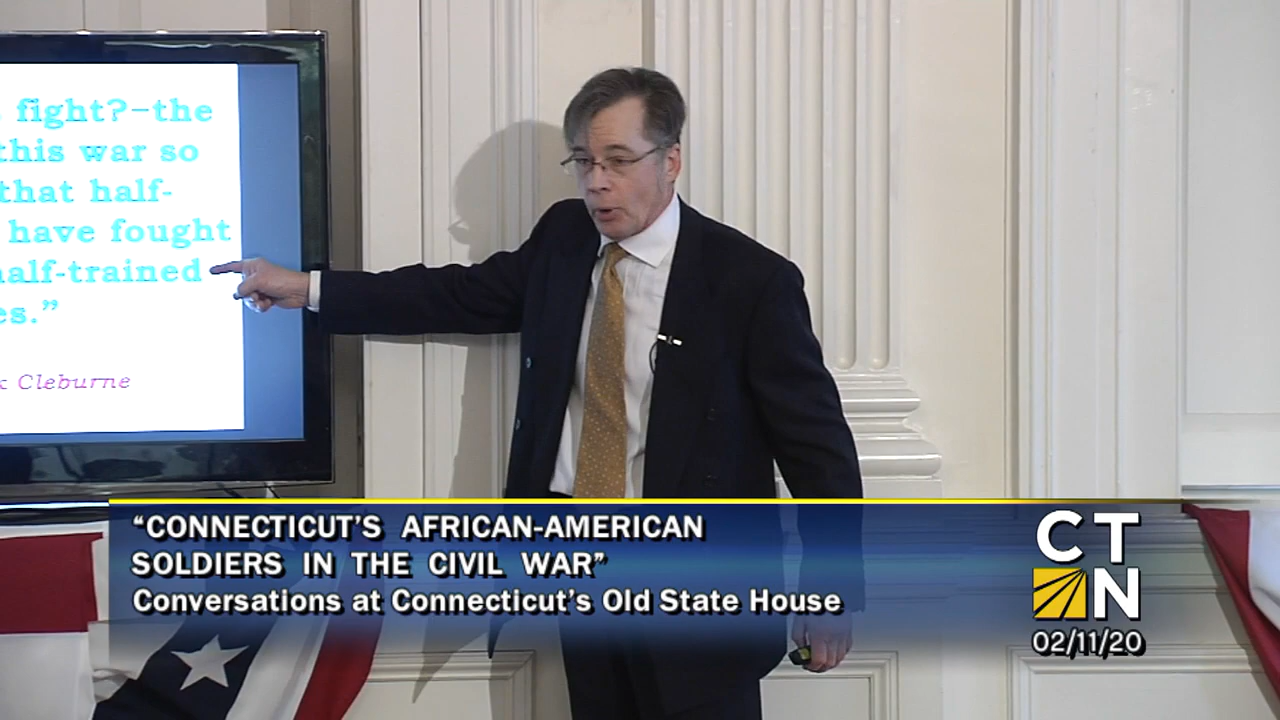 fight?—the
this war so
that half-
have fought
half-trained
es.”
Cleburne
“CONNECTICUT’S AFRICAN-AMERICAN
SOLDIERS IN THE CIVIL WAR”
Conversations at Connecticut’s Old State House
CT
N
02/11/20